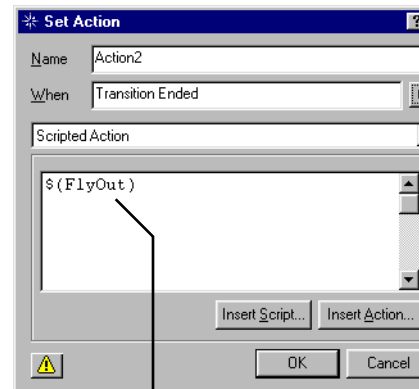 Set Action
?
Name Action2
When Transition Ended
Scripted Action
$(FlyOut)
Insert Script... Insert Action...
OK Cancel